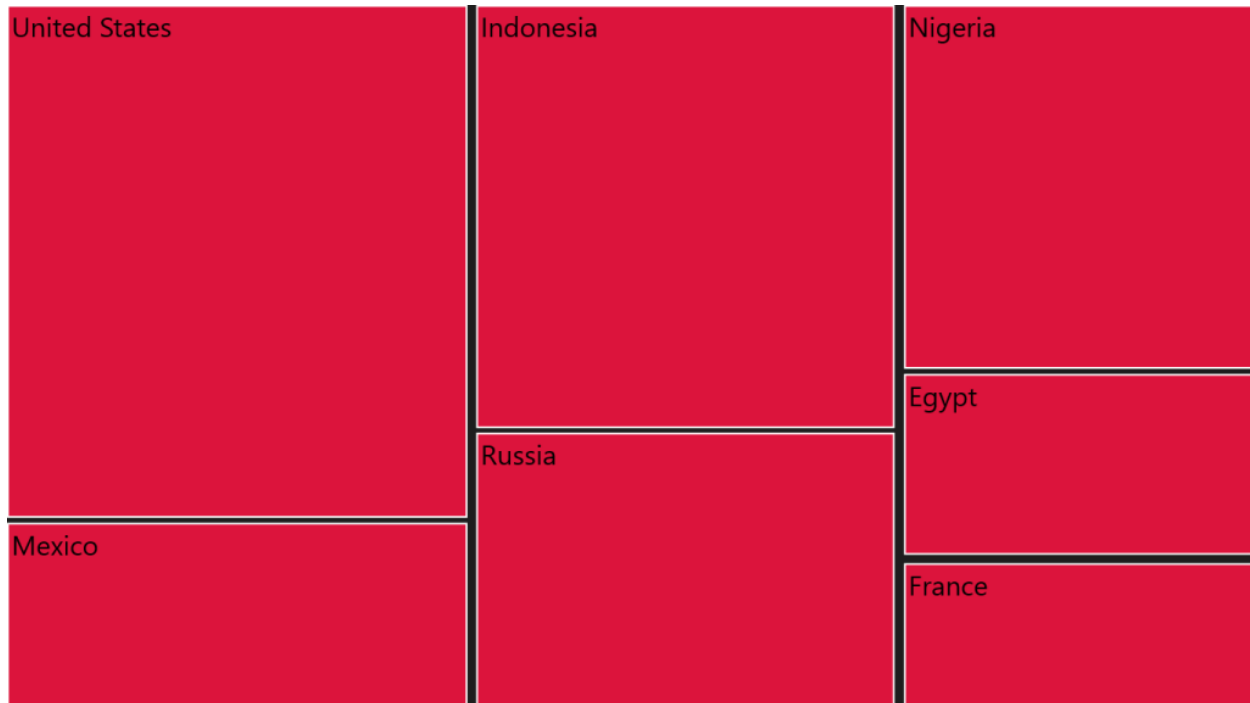 United States
Mexico
Indonesia
Russia
Nigeria
Egypt
France